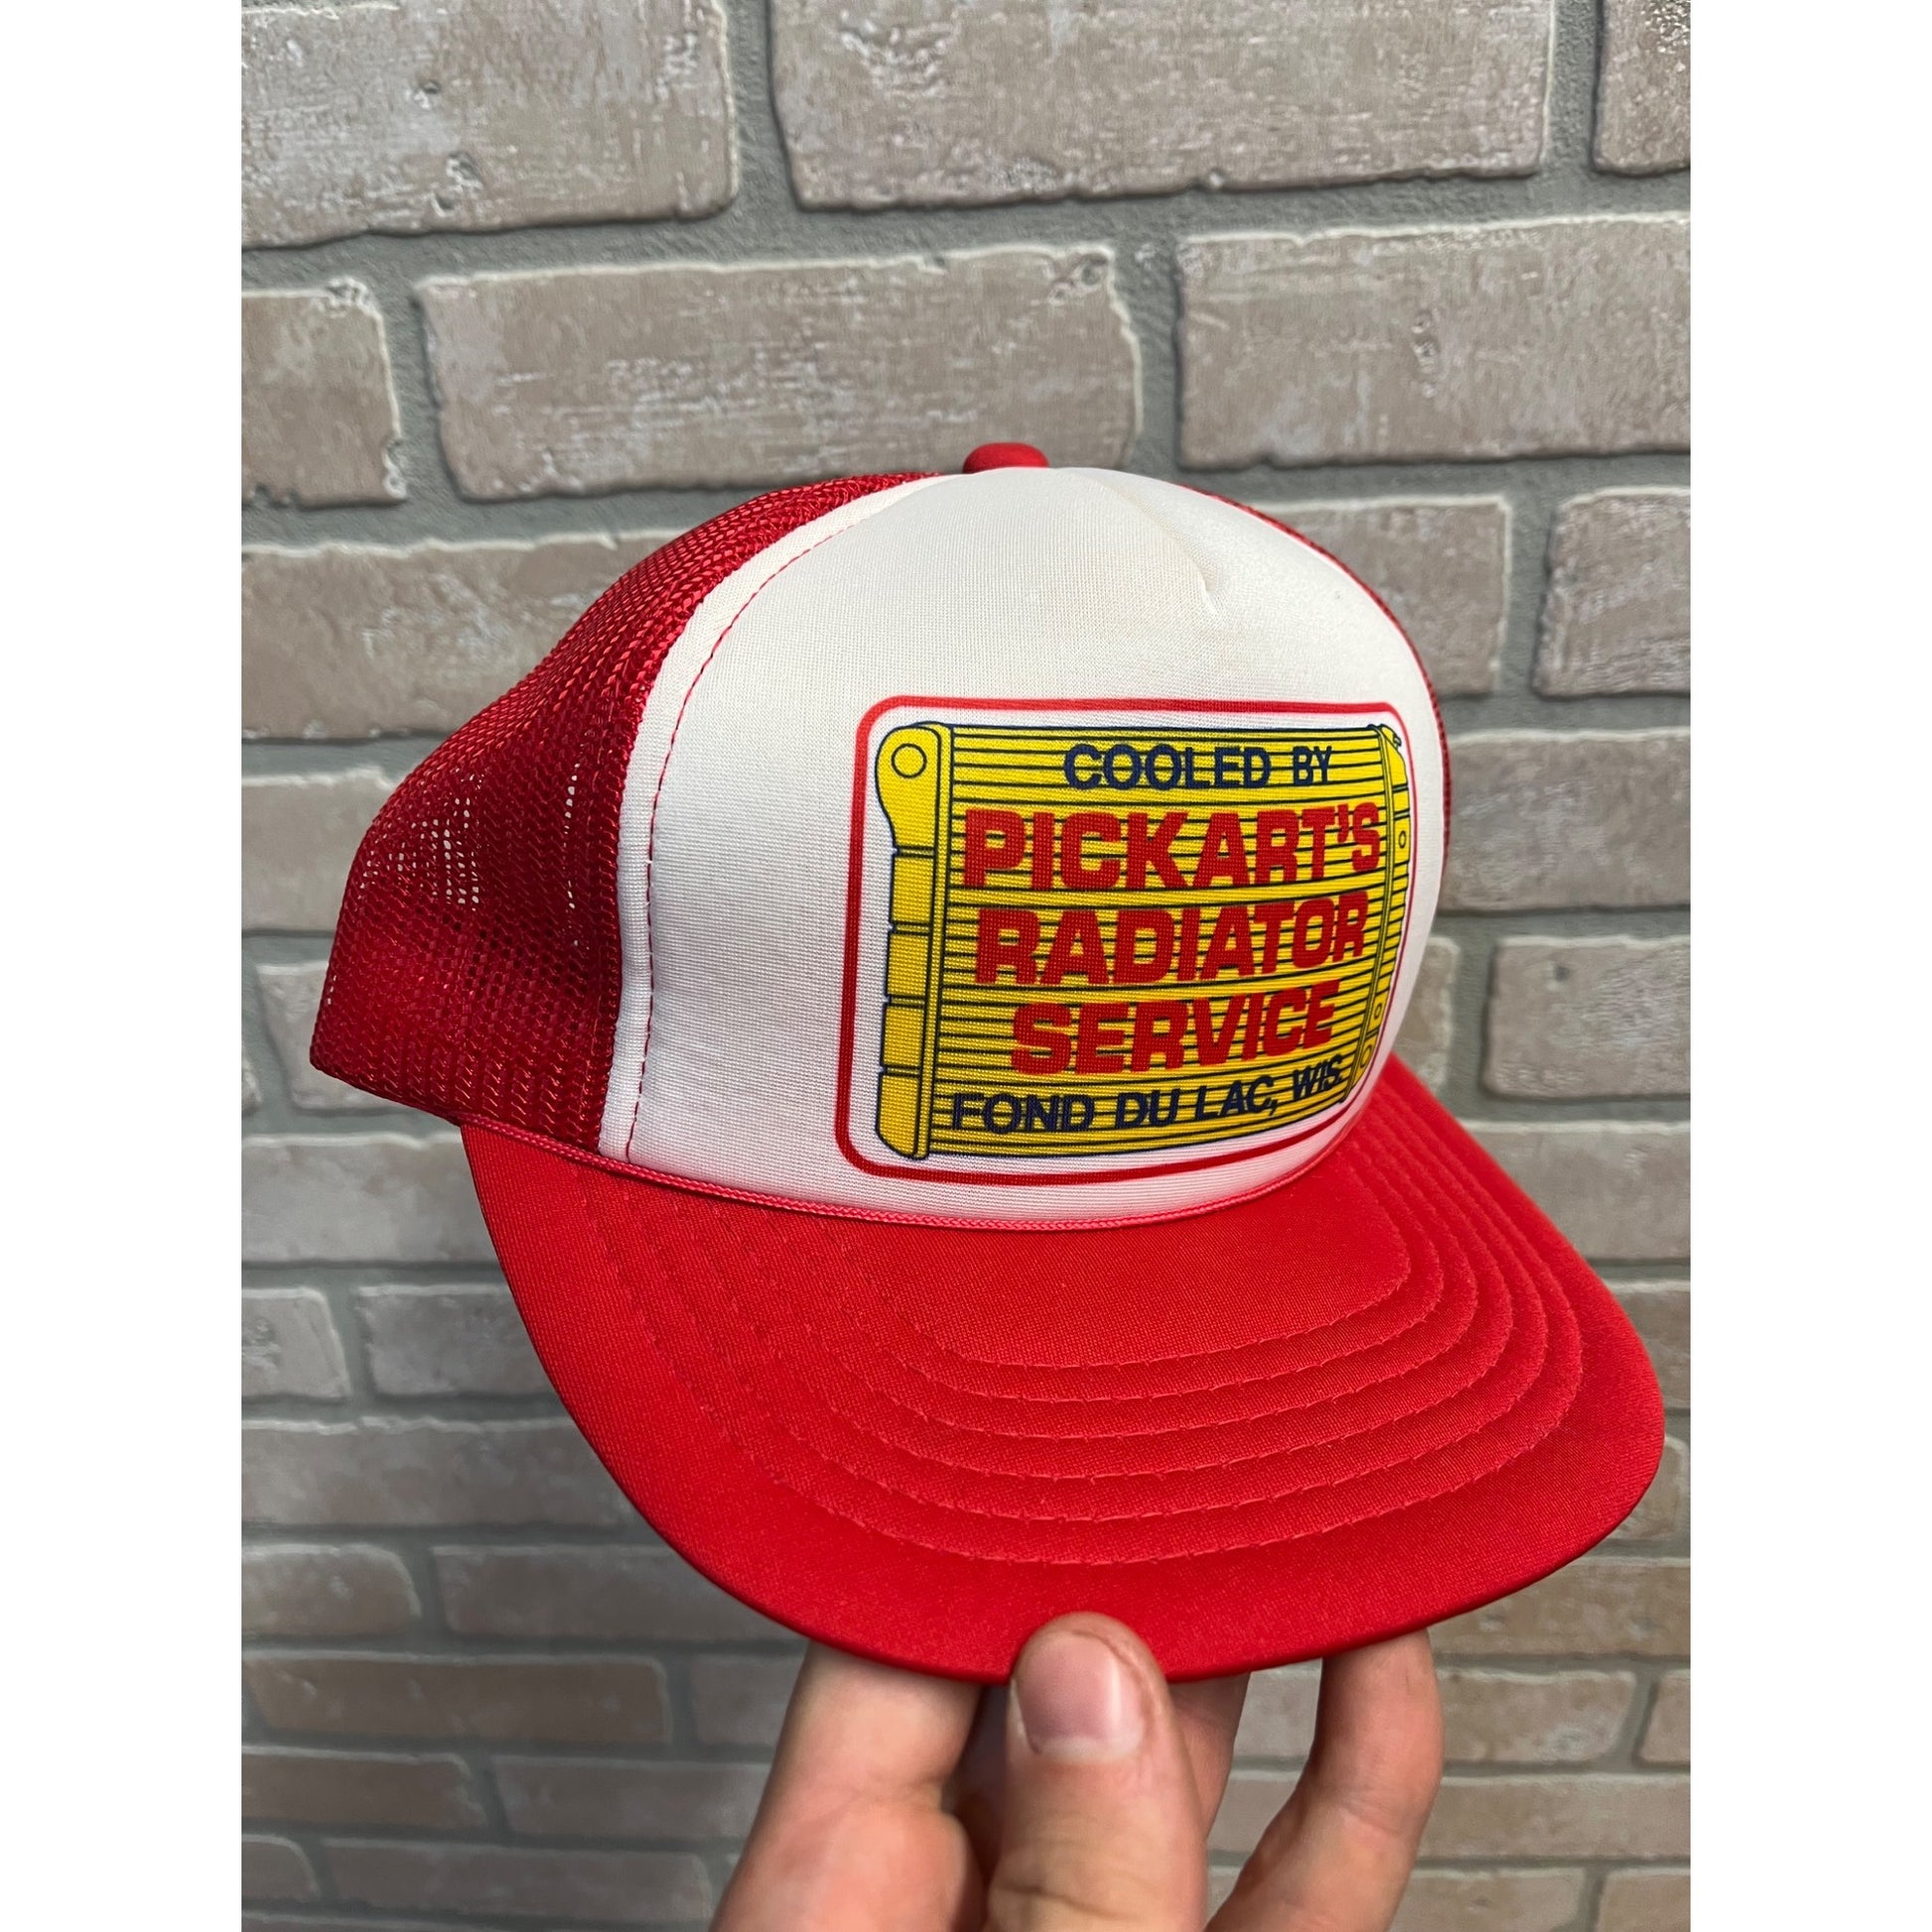 COOLED BY
PICKART'S
RADIATOR
SERVICE
FOND DU LAC, WIS.